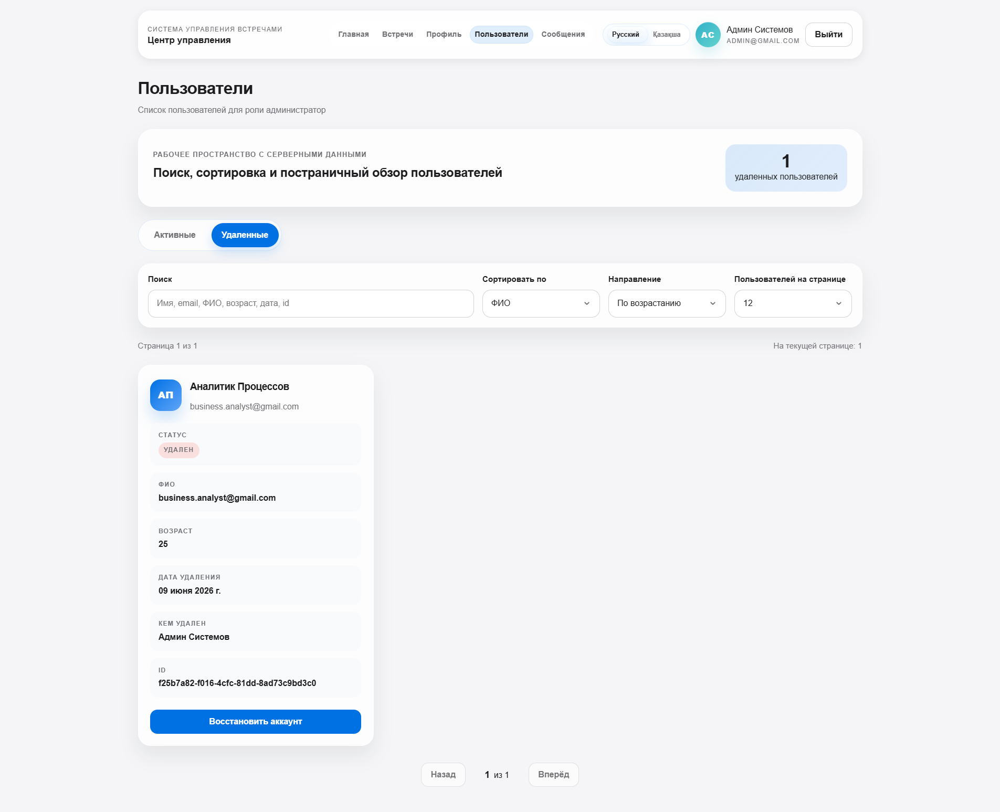 СИСТЕМА УПРАВЛЕНИЯ ВСТРЕЧАМИ
Центр управления
Главная
Встречи
Профиль
Пользователи
Сообщения
Русский
Қазақша
АС
Админ Системов
ADMIN@GMAIL.COM
Выйти
Пользователи
Список пользователей для роли администратор
РАБОЧЕЕ ПРОСТРАНСТВО С СЕРВЕРНЫМИ ДАННЫМИ
Поиск, сортировка и постраничный обзор пользователей
1
удаленных пользователей
Активные
Удаленные
Поиск
Имя, email, ФИО, возраст, дата, id
Сортировать по
ФИО
Направление
По возрастанию
Пользователей на странице
12
Страница 1 из 1
На текущей странице: 1
АП
Аналитик Процессов
business.analyst@gmail.com
СТАТУС
УДАЛЕН
ФИО
business.analyst@gmail.com
ВОЗРАСТ
25
ДАТА УДАЛЕНИЯ
09 июня 2026 г.
КЕМ УДАЛЕН
Админ Системов
ID
f25b7a82-f016-4cfc-81dd-8ad73c9bd3c0
Восстановить аккаунт
Назад
1 из 1
Вперёд